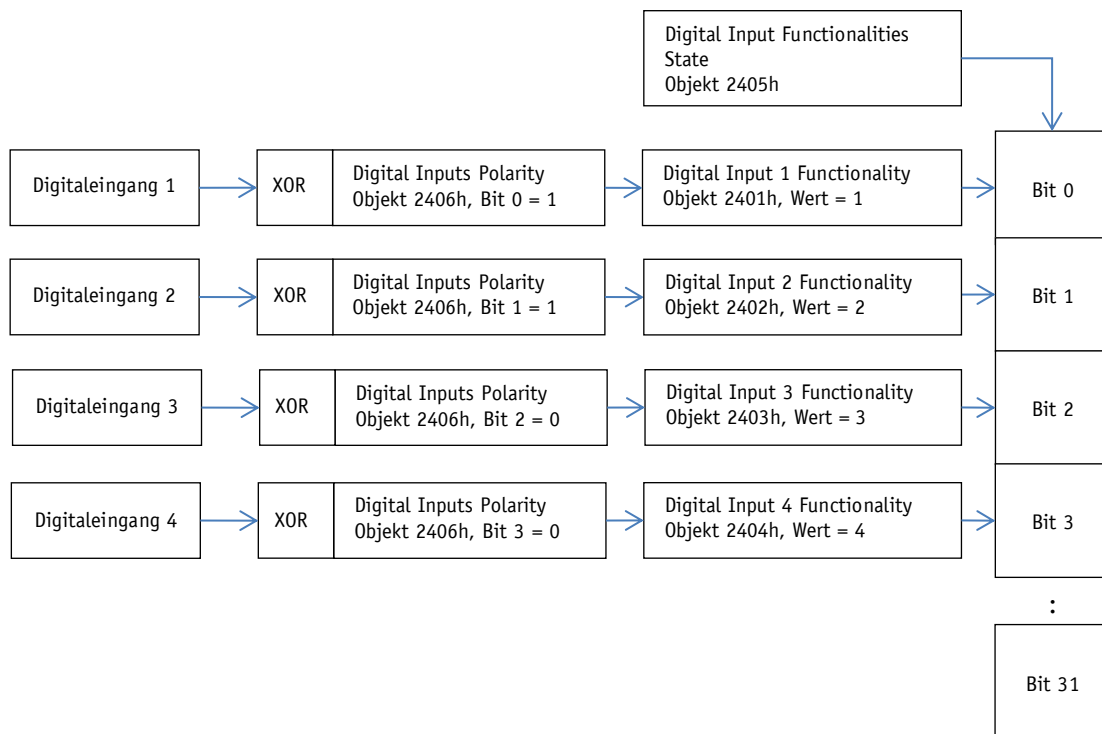 Digital Input Functionalities
State
Objekt 2405h
Digitaleingang 1
XOR
Digital Inputs Polarity
Objekt 2406h, Bit 0 = 1
Digital Input 1 Functionality
Objekt 2401h, Wert = 1
Bit 0
Digitaleingang 2
XOR
Digital Inputs Polarity
Objekt 2406h, Bit 1 = 1
Digital Input 2 Functionality
Objekt 2402h, Wert = 2
Bit 1
Digitaleingang 3
XOR
Digital Inputs Polarity
Objekt 2406h, Bit 2 = 0
Digital Input 3 Functionality
Objekt 2403h, Wert = 3
Bit 2
Digitaleingang 4
XOR
Digital Inputs Polarity
Objekt 2406h, Bit 3 = 0
Digital Input 4 Functionality
Objekt 2404h, Wert = 4
Bit 3
:
Bit 31